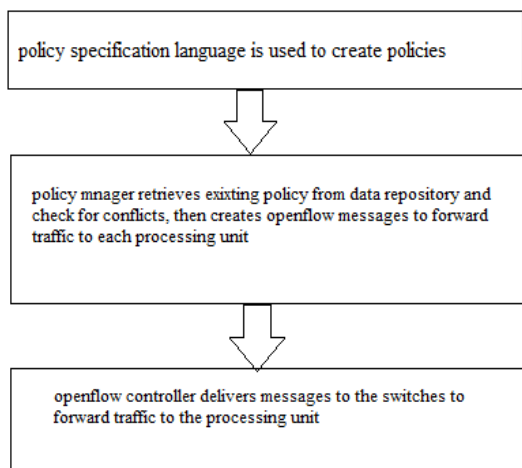 policy specification language is used to create policies
policy mnager retrieves exixting policy from data repository and
check for conflicts, then creates openflow messages to forward
traffic to each processing unit
openflow controller delivers messages to the switches to
forward traffic to the processing unit